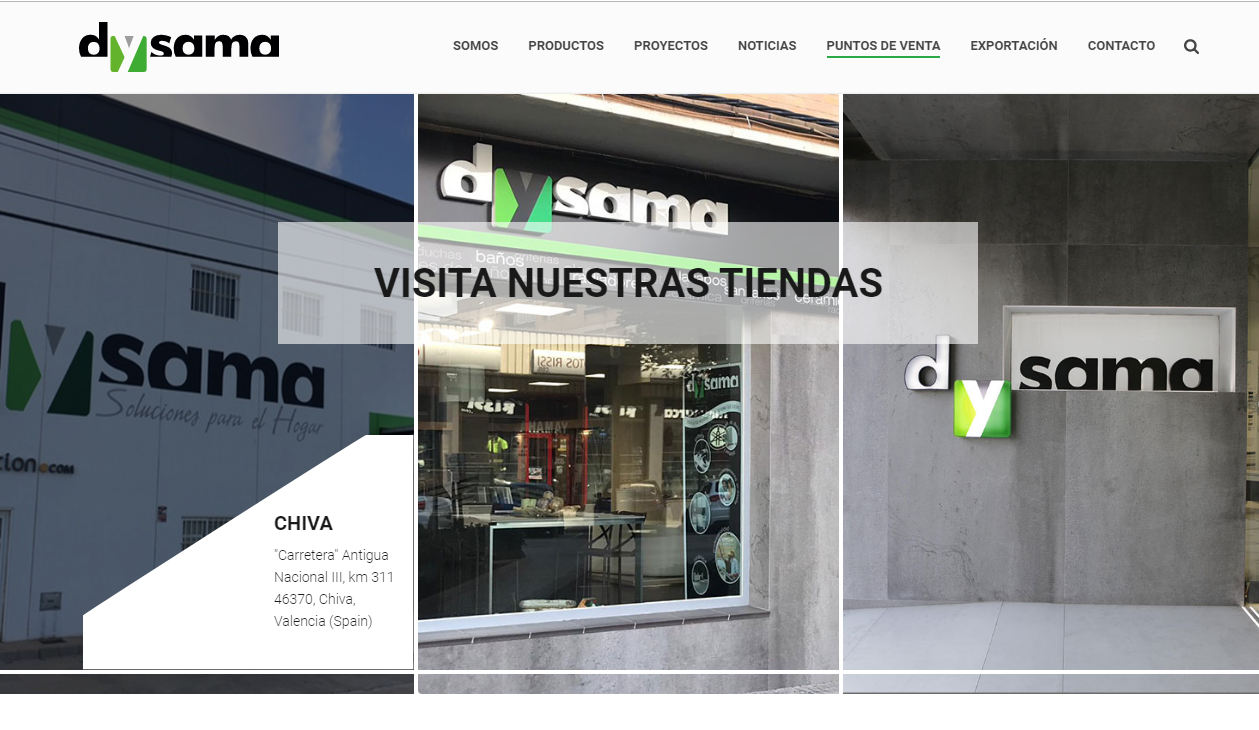 dysama
SOMOS PRODUCTOS PROYECTOS NOTICIAS PUNTOS DE VENTA EXPORTACIÓN CONTACTO
dysama
baños
VISITA NUESTRAS TIENDAS
dysama
Soluciones para el Hogar
.COM
dysama
dysama
CHIVA
"Carretera" Antigua
Nacional III, km 311
46370, Chiva,
Valencia (Spain)